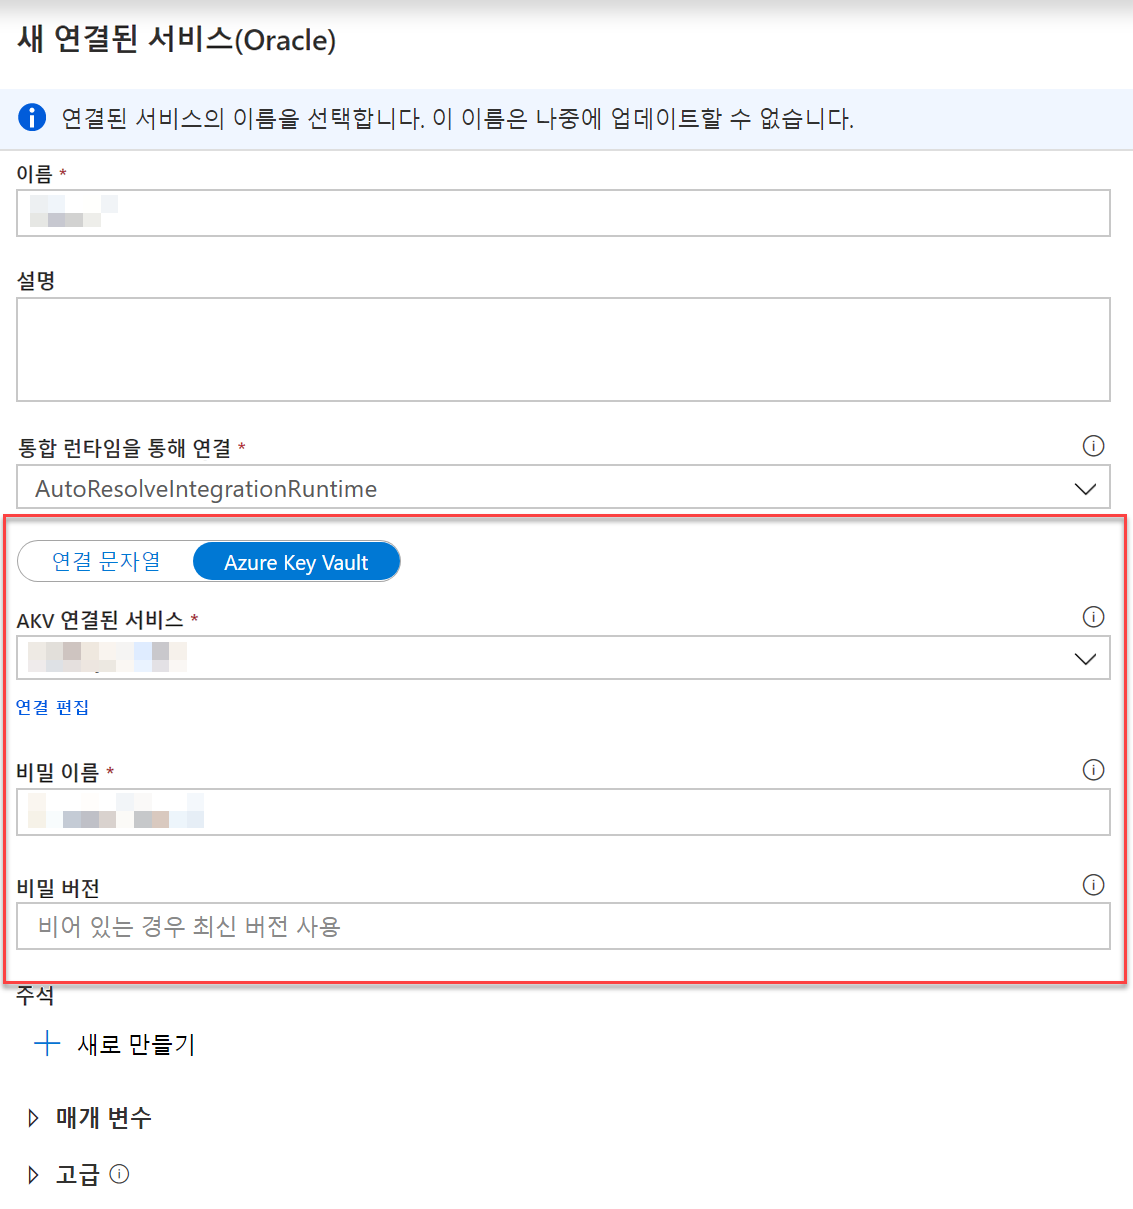 새 연결된 서비스(Oracle)
연결된 서비스의 이름을 선택합니다. 이 이름은 나중에 업데이트할 수 없습니다.
이름 *
설명
통합 런타임을 통해 연결 *
AutoResolveIntegrationRuntime
연결 문자열 Azure Key Vault
AKV 연결된 서비스 *
연결 편집
비밀 이름 *
비밀 버전
비어 있는 경우 최신 버전 사용
주석
새로 만들기
매개 변수
고급